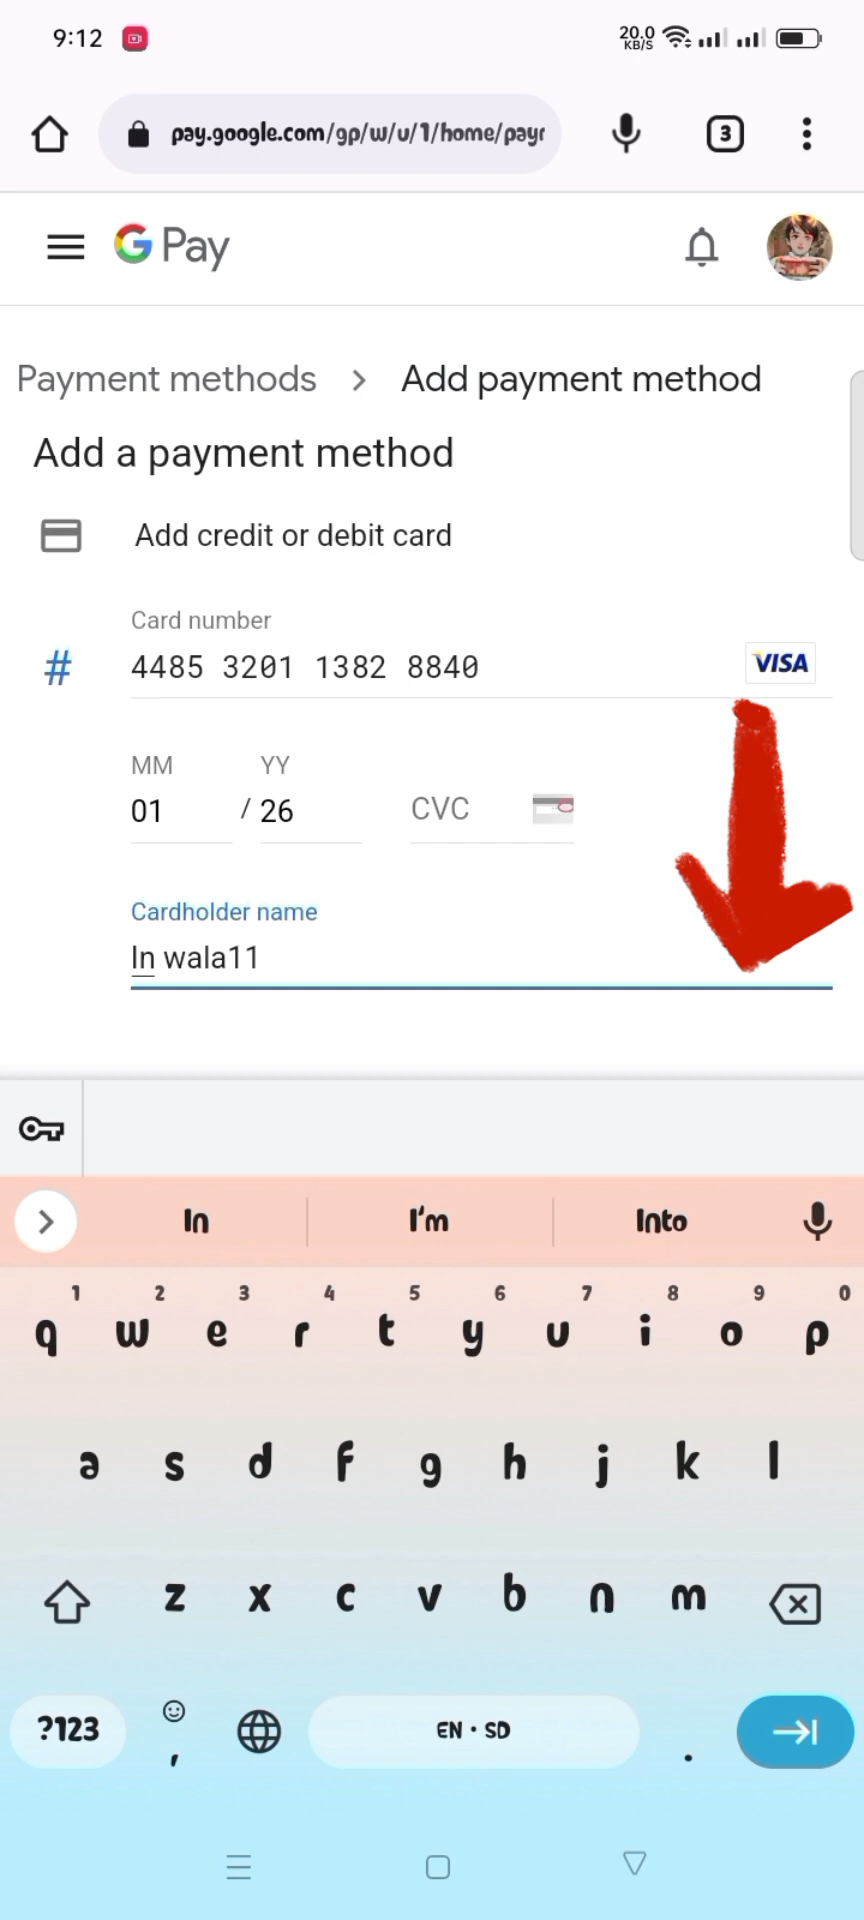 9:12
20.0
KB/S
pay.google.com/gp/w/u/1/home/payr
3
G Pay
Payment methods > Add payment method
Add a payment method
Add credit or debit card
Card number
# 4485 3201 1382 8840 VISA
MM YY
01 / 26 CVC
Cardholder name
In wala11
In I'm Into
1 2 3 4 5 6 7 8 9 0
q w e r t y u i o p
a s d f g h j k l
z x c v b n m
?123 , EN • SD .